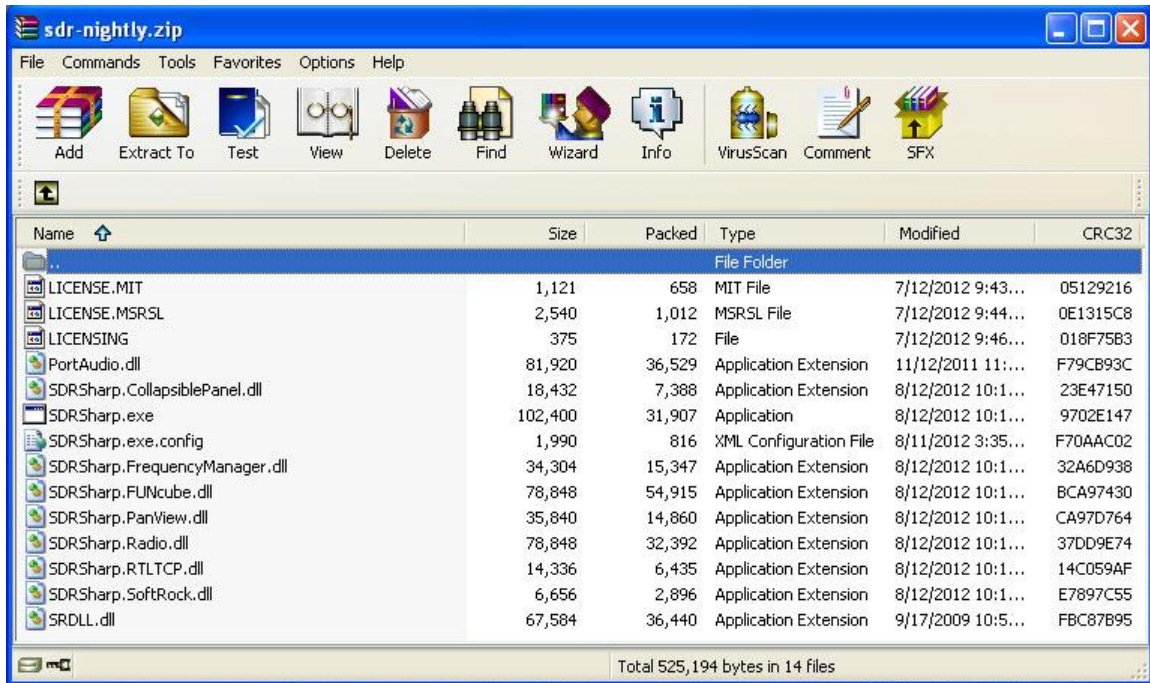 sdr-nightly.zip
File Commands Tools Favorites Options Help
Add Extract To Test View Delete Find Wizard Info VirusScan Comment SFX
Name Size Packed Type Modified CRC32
.. File Folder
LICENSE.MIT 1,121 658 MIT File 7/12/2012 9:43... 05129216
LICENSE.MSRSL 2,540 1,012 MSRSL File 7/12/2012 9:44... 0E1315C8
LICENSING 375 172 File 7/12/2012 9:46... 018F75B3
PortAudio.dll 81,920 36,529 Application Extension 11/12/2011 11:... F79CB93C
SDRSharp.CollapsiblePanel.dll 18,432 7,388 Application Extension 8/12/2012 10:1... 23E47150
SDRSharp.exe 102,400 31,907 Application 8/12/2012 10:1... 9702E147
SDRSharp.exe.config 1,990 816 XML Configuration File 8/11/2012 3:35... F70AAC02
SDRSharp.FrequencyManager.dll 34,304 15,347 Application Extension 8/12/2012 10:1... 32A6D938
SDRSharp.FUNcube.dll 78,848 54,915 Application Extension 8/12/2012 10:1... BCA97430
SDRSharp.PanView.dll 35,840 14,860 Application Extension 8/12/2012 10:1... CA97D764
SDRSharp.Radio.dll 78,848 32,392 Application Extension 8/12/2012 10:1... 37DD9E74
SDRSharp.RTLTCP.dll 14,336 6,435 Application Extension 8/12/2012 10:1... 14C059AF
SDRSharp.SoftRock.dll 6,656 2,896 Application Extension 8/12/2012 10:1... E7897C55
SRDLL.dll 67,584 36,440 Application Extension 9/17/2009 10:5... FBC87B95
Total 525,194 bytes in 14 files